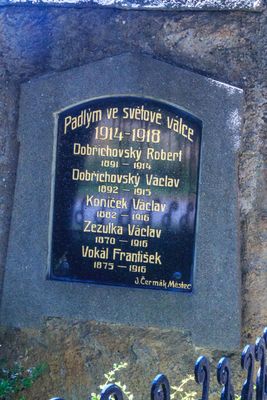 Padlým ve světové válce
1914-1918
Dobřichovský Robert
1891 – 1914
Dobřichovský Václav
1892 – 1915
Koníček Václav
1882 – 1916
Zezulka Václav
1870 – 1916
Vokál František
1875 – 1916
J. Čermák, Městec